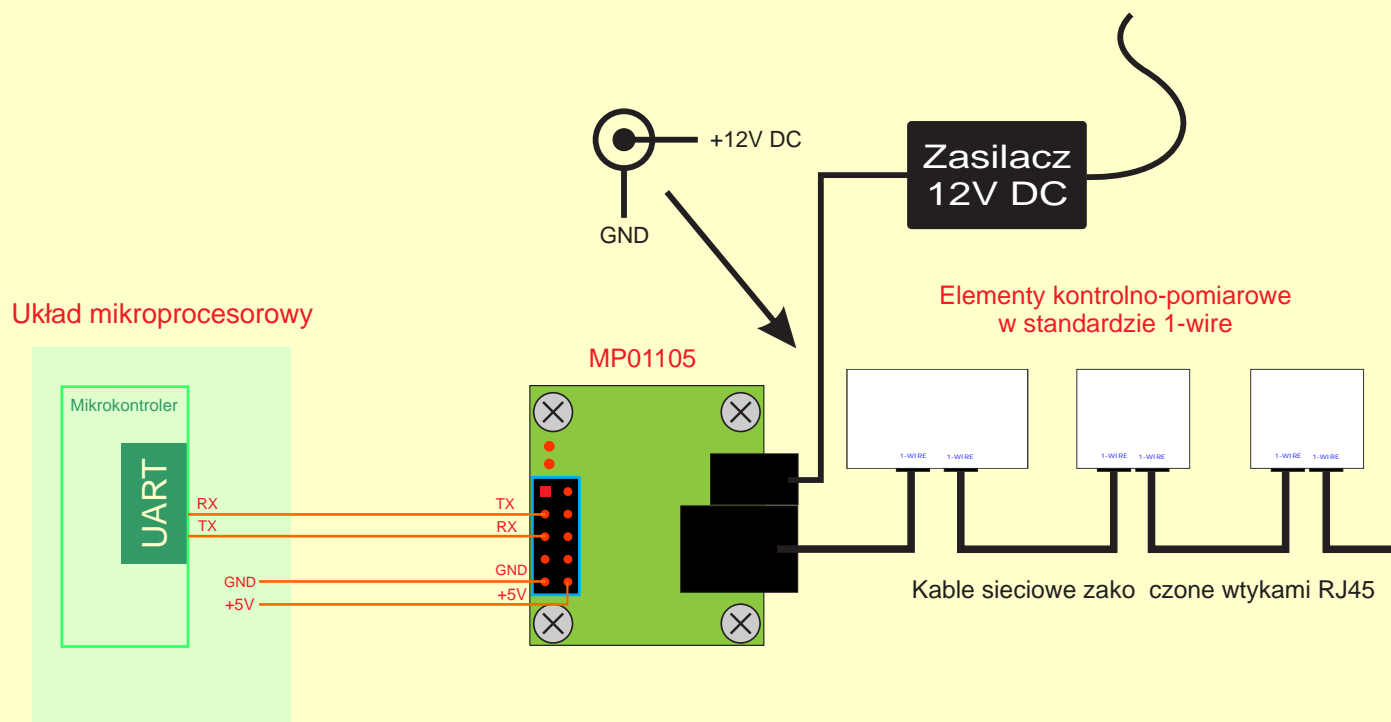 +12V DC
GND
Zasilacz
12V DC
Układ mikroprocesorowy
Elementy kontrolno-pomiarowe
w standardzie 1-wire
MP01105
Mikrokontroler
UART
RX
TX
TX
RX
GND
+5V
GND
+5V
1-WIRE 1-WIRE
1-WIRE 1-WIRE
1-WIRE 1-WIRE
Kable sieciowe zako czone wtykami RJ45